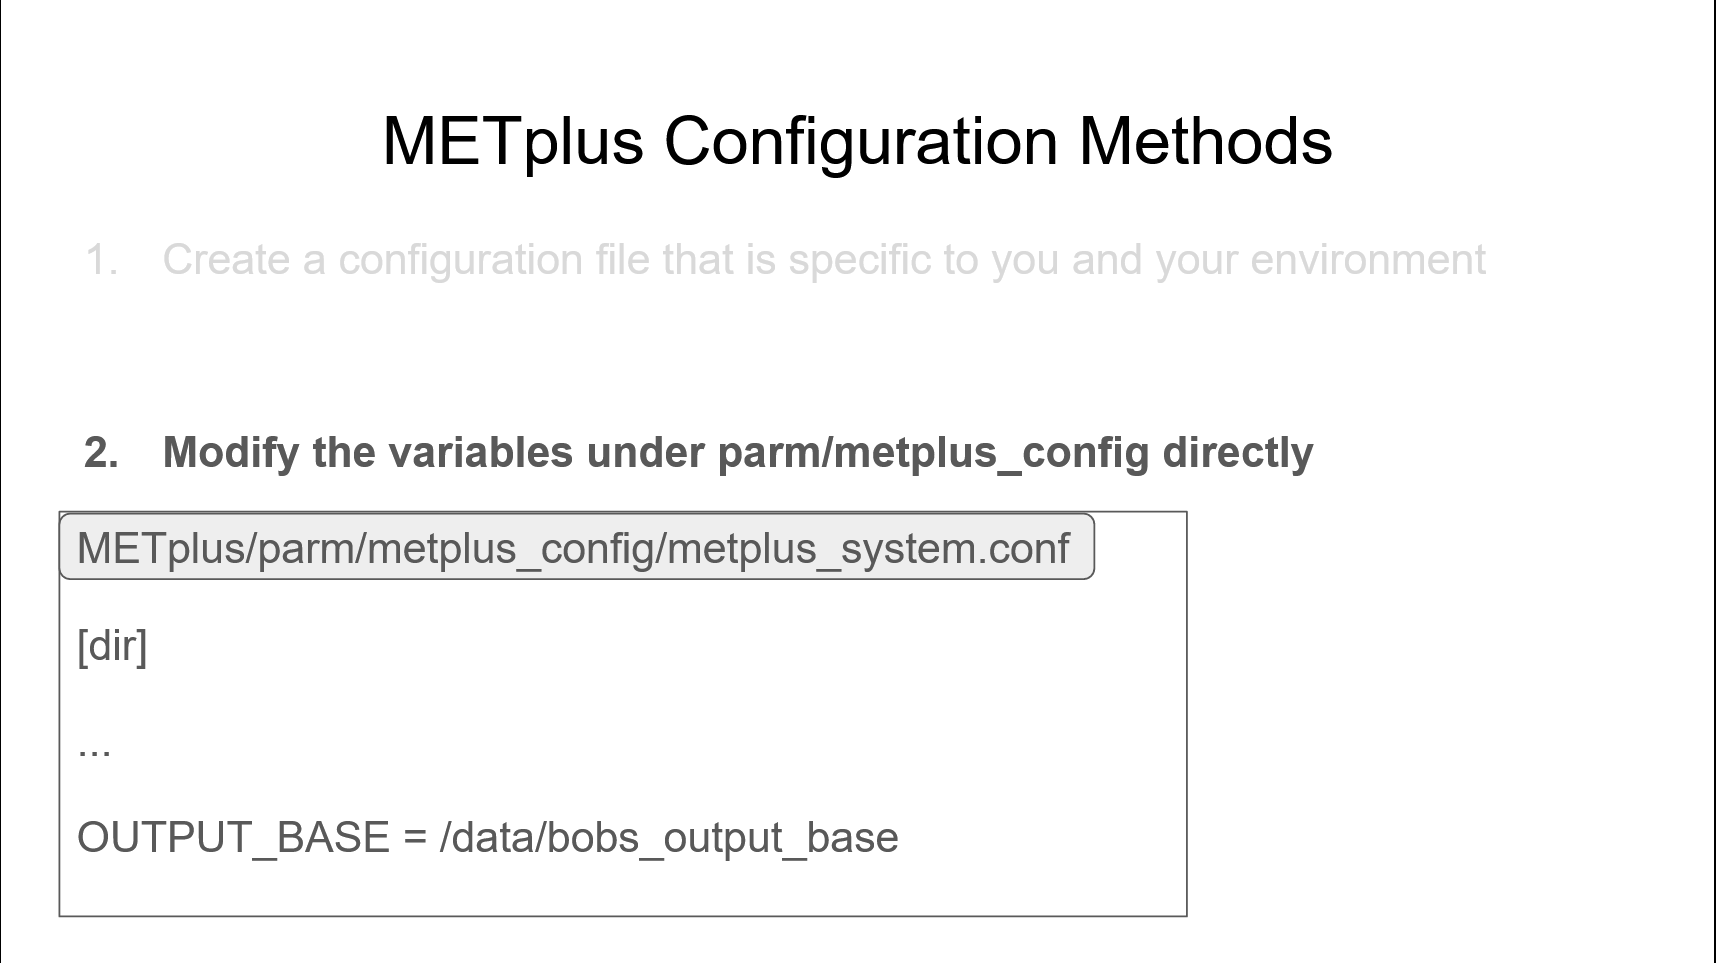 METplus Configuration Methods
1. Create a configuration file that is specific to you and your environment
2. Modify the variables under parm/metplus_config directly
METplus/parm/metplus_config/metplus_system.conf
[dir]
...
OUTPUT_BASE = /data/bobs_output_base